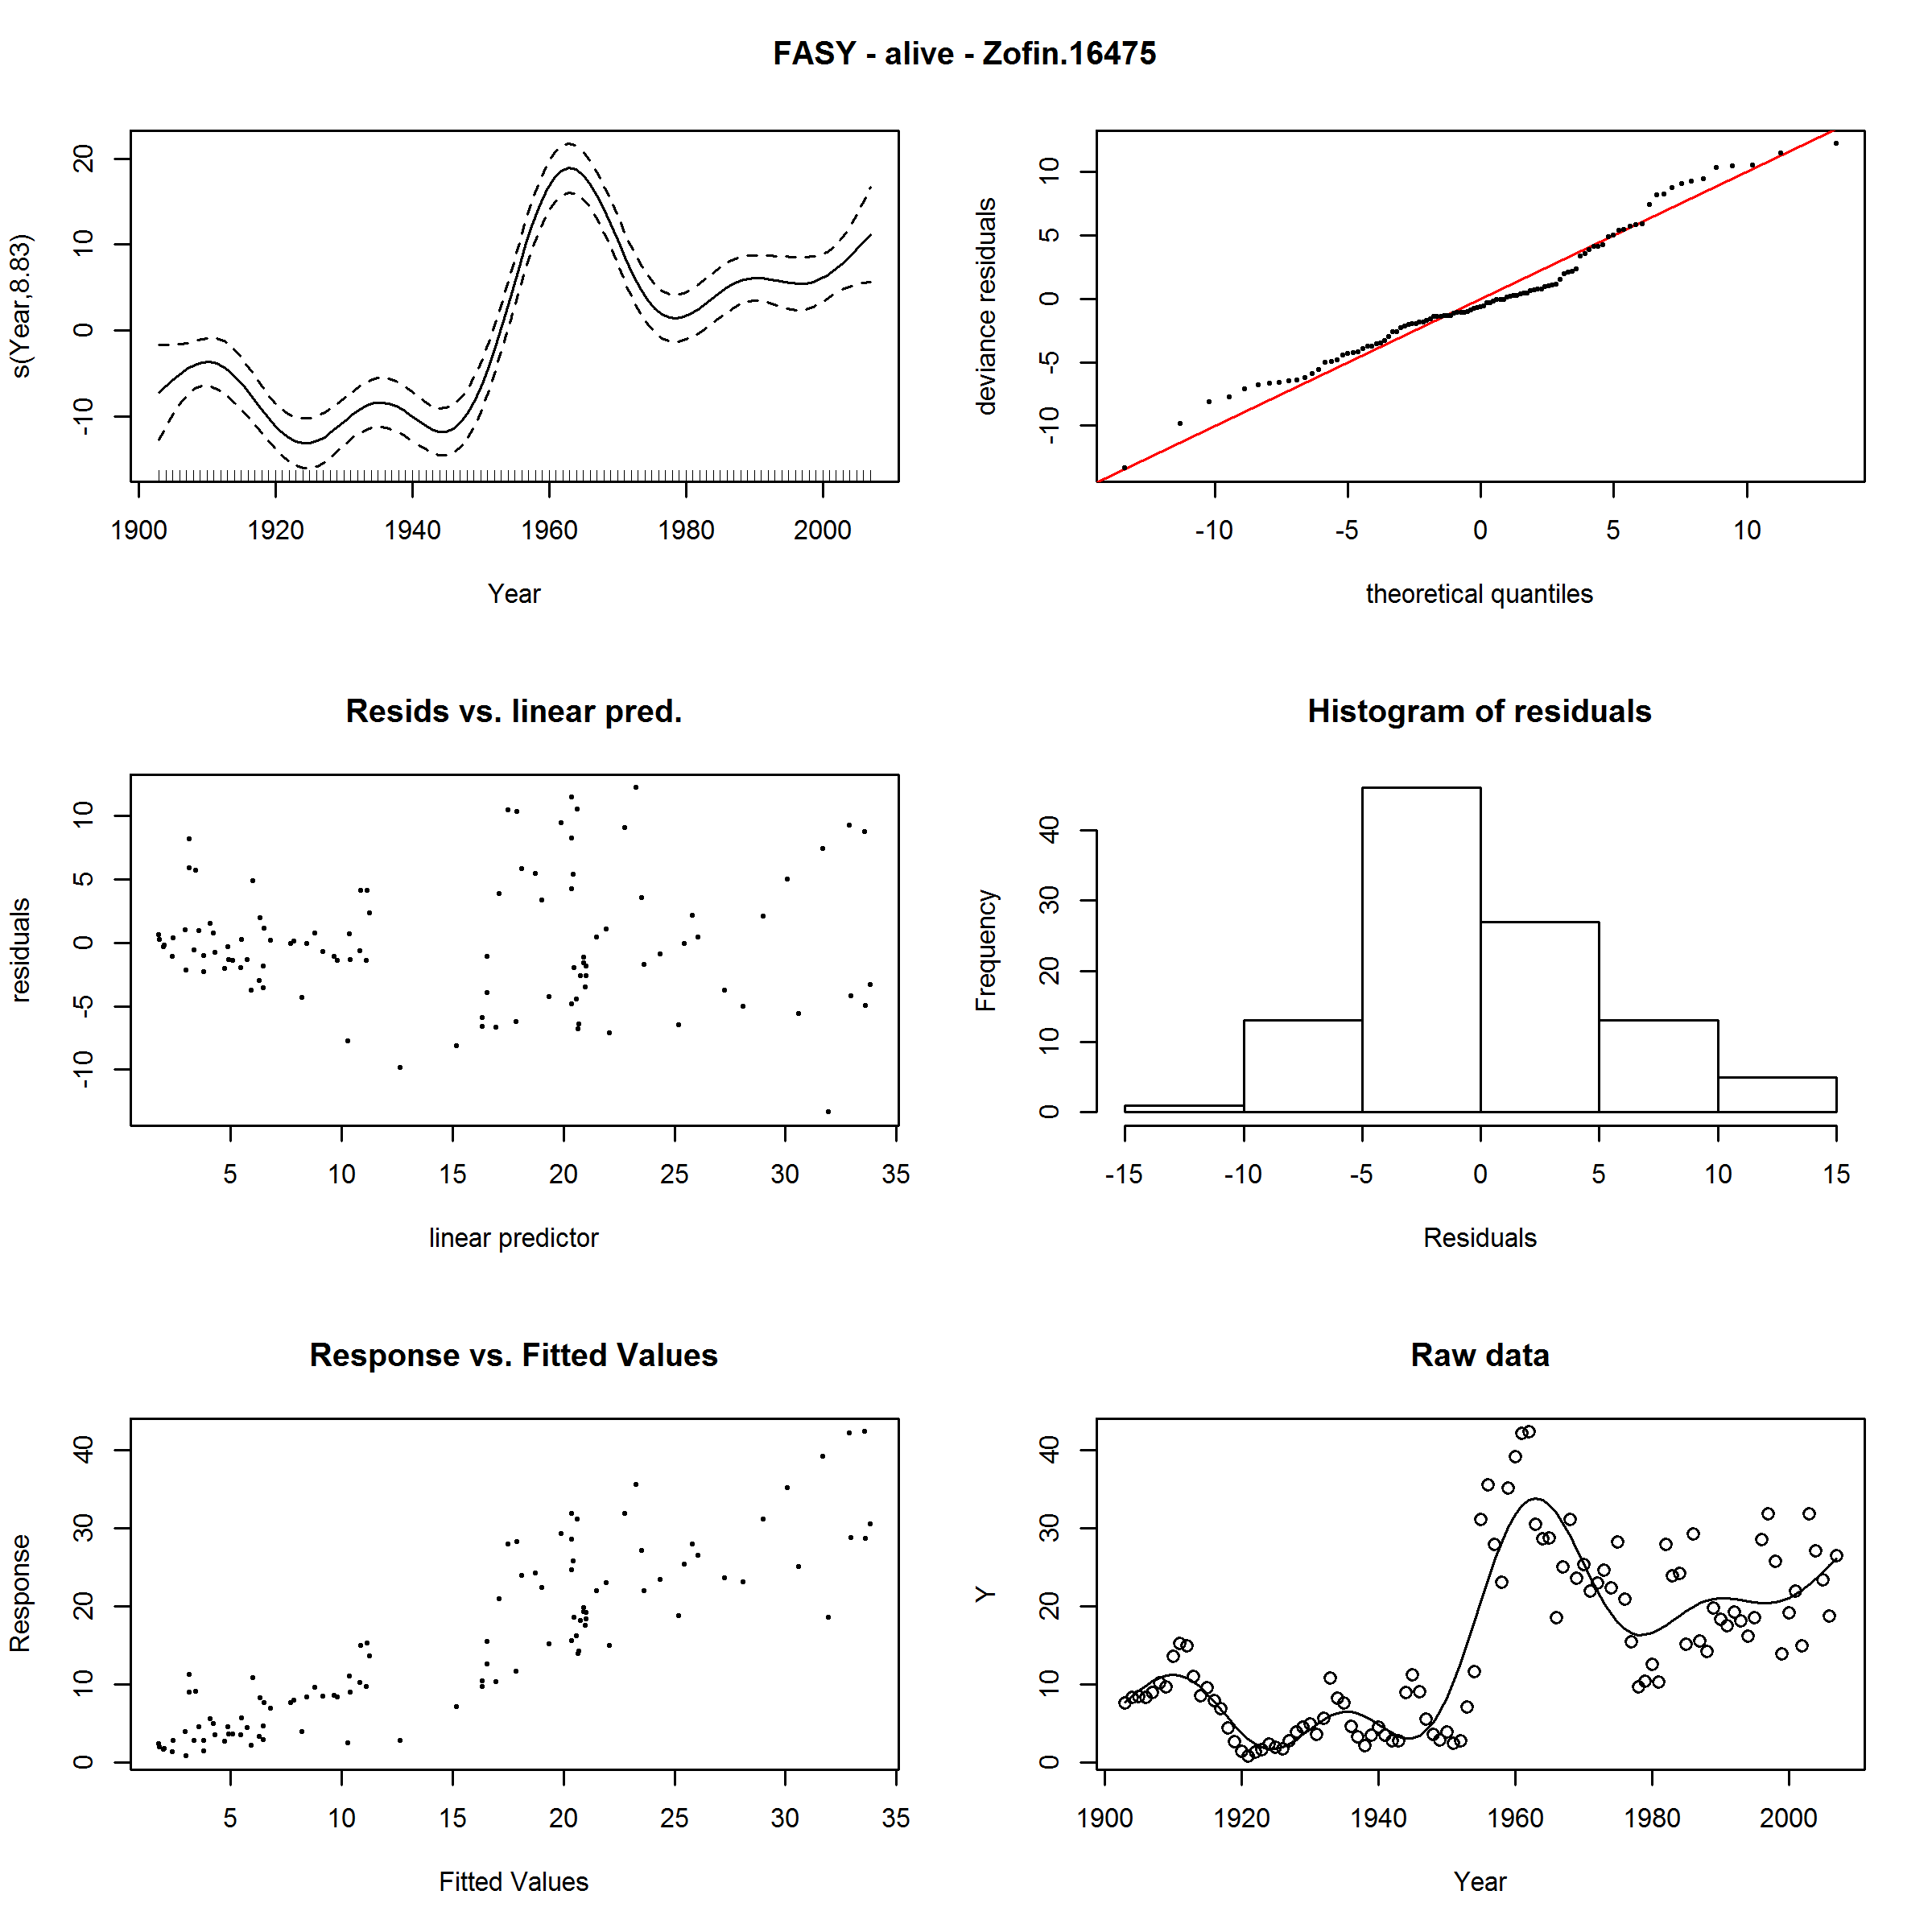 FASY - alive - Zofin.16475
s(Year,8.83)
-10 0 10 20
1900 1920 1940 1960 1980 2000
Year
deviance residuals
-10 -5 0 5 10
-10 -5 0 5 10
theoretical quantiles
Resids vs. linear pred.
residuals
-10 -5 0 5 10
5 10 15 20 25 30 35
linear predictor
Histogram of residuals
Frequency
0 10 20 30 40
-15 -10 -5 0 5 10 15
Residuals
Response vs. Fitted Values
Response
0 10 20 30 40
5 10 15 20 25 30 35
Fitted Values
Raw data
Y
0 10 20 30 40
1900 1920 1940 1960 1980 2000
Year